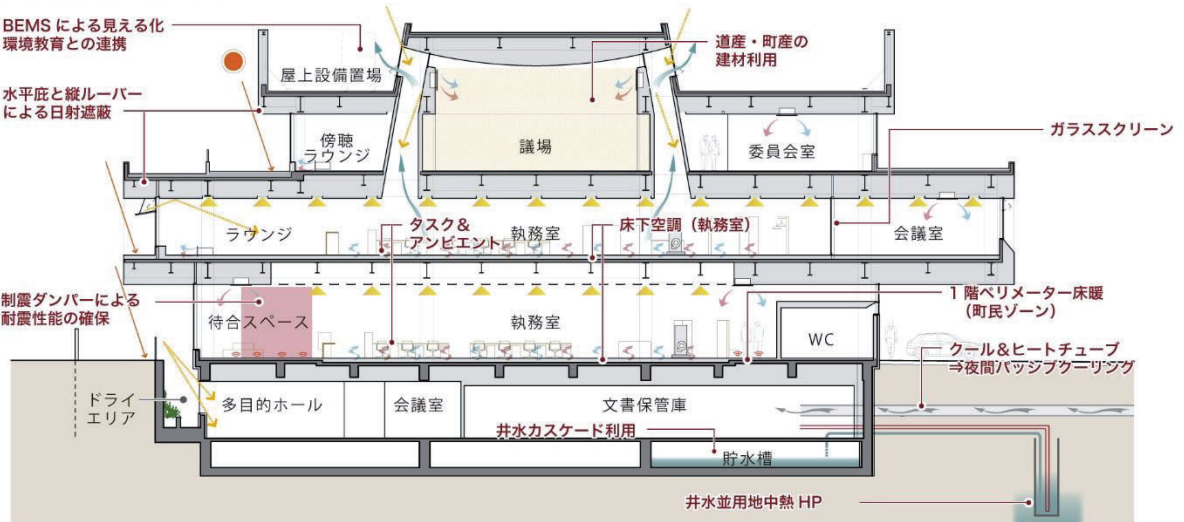 BEMS による見える化
環境教育との連携
屋上設備置場
道産・町産の
建材利用
水平庇と縦ルーバー
による日射遮蔽
傍聴
ラウンジ
議場
委員会室
ガラススクリーン
ラウンジ
タスク＆
アンビエント
執務室
床下空調（執務室）
会議室
制震ダンパーによる
耐震性能の確保
待合スペース
執務室
1 階ペリメーター床暖
（町民ゾーン）
WC
クール＆ヒートチューブ
⇒夜間パッシブクーリング
ドライ
エリア
多目的ホール
会議室
文書保管庫
井水カスケード利用
貯水槽
井水並用地中熱 HP